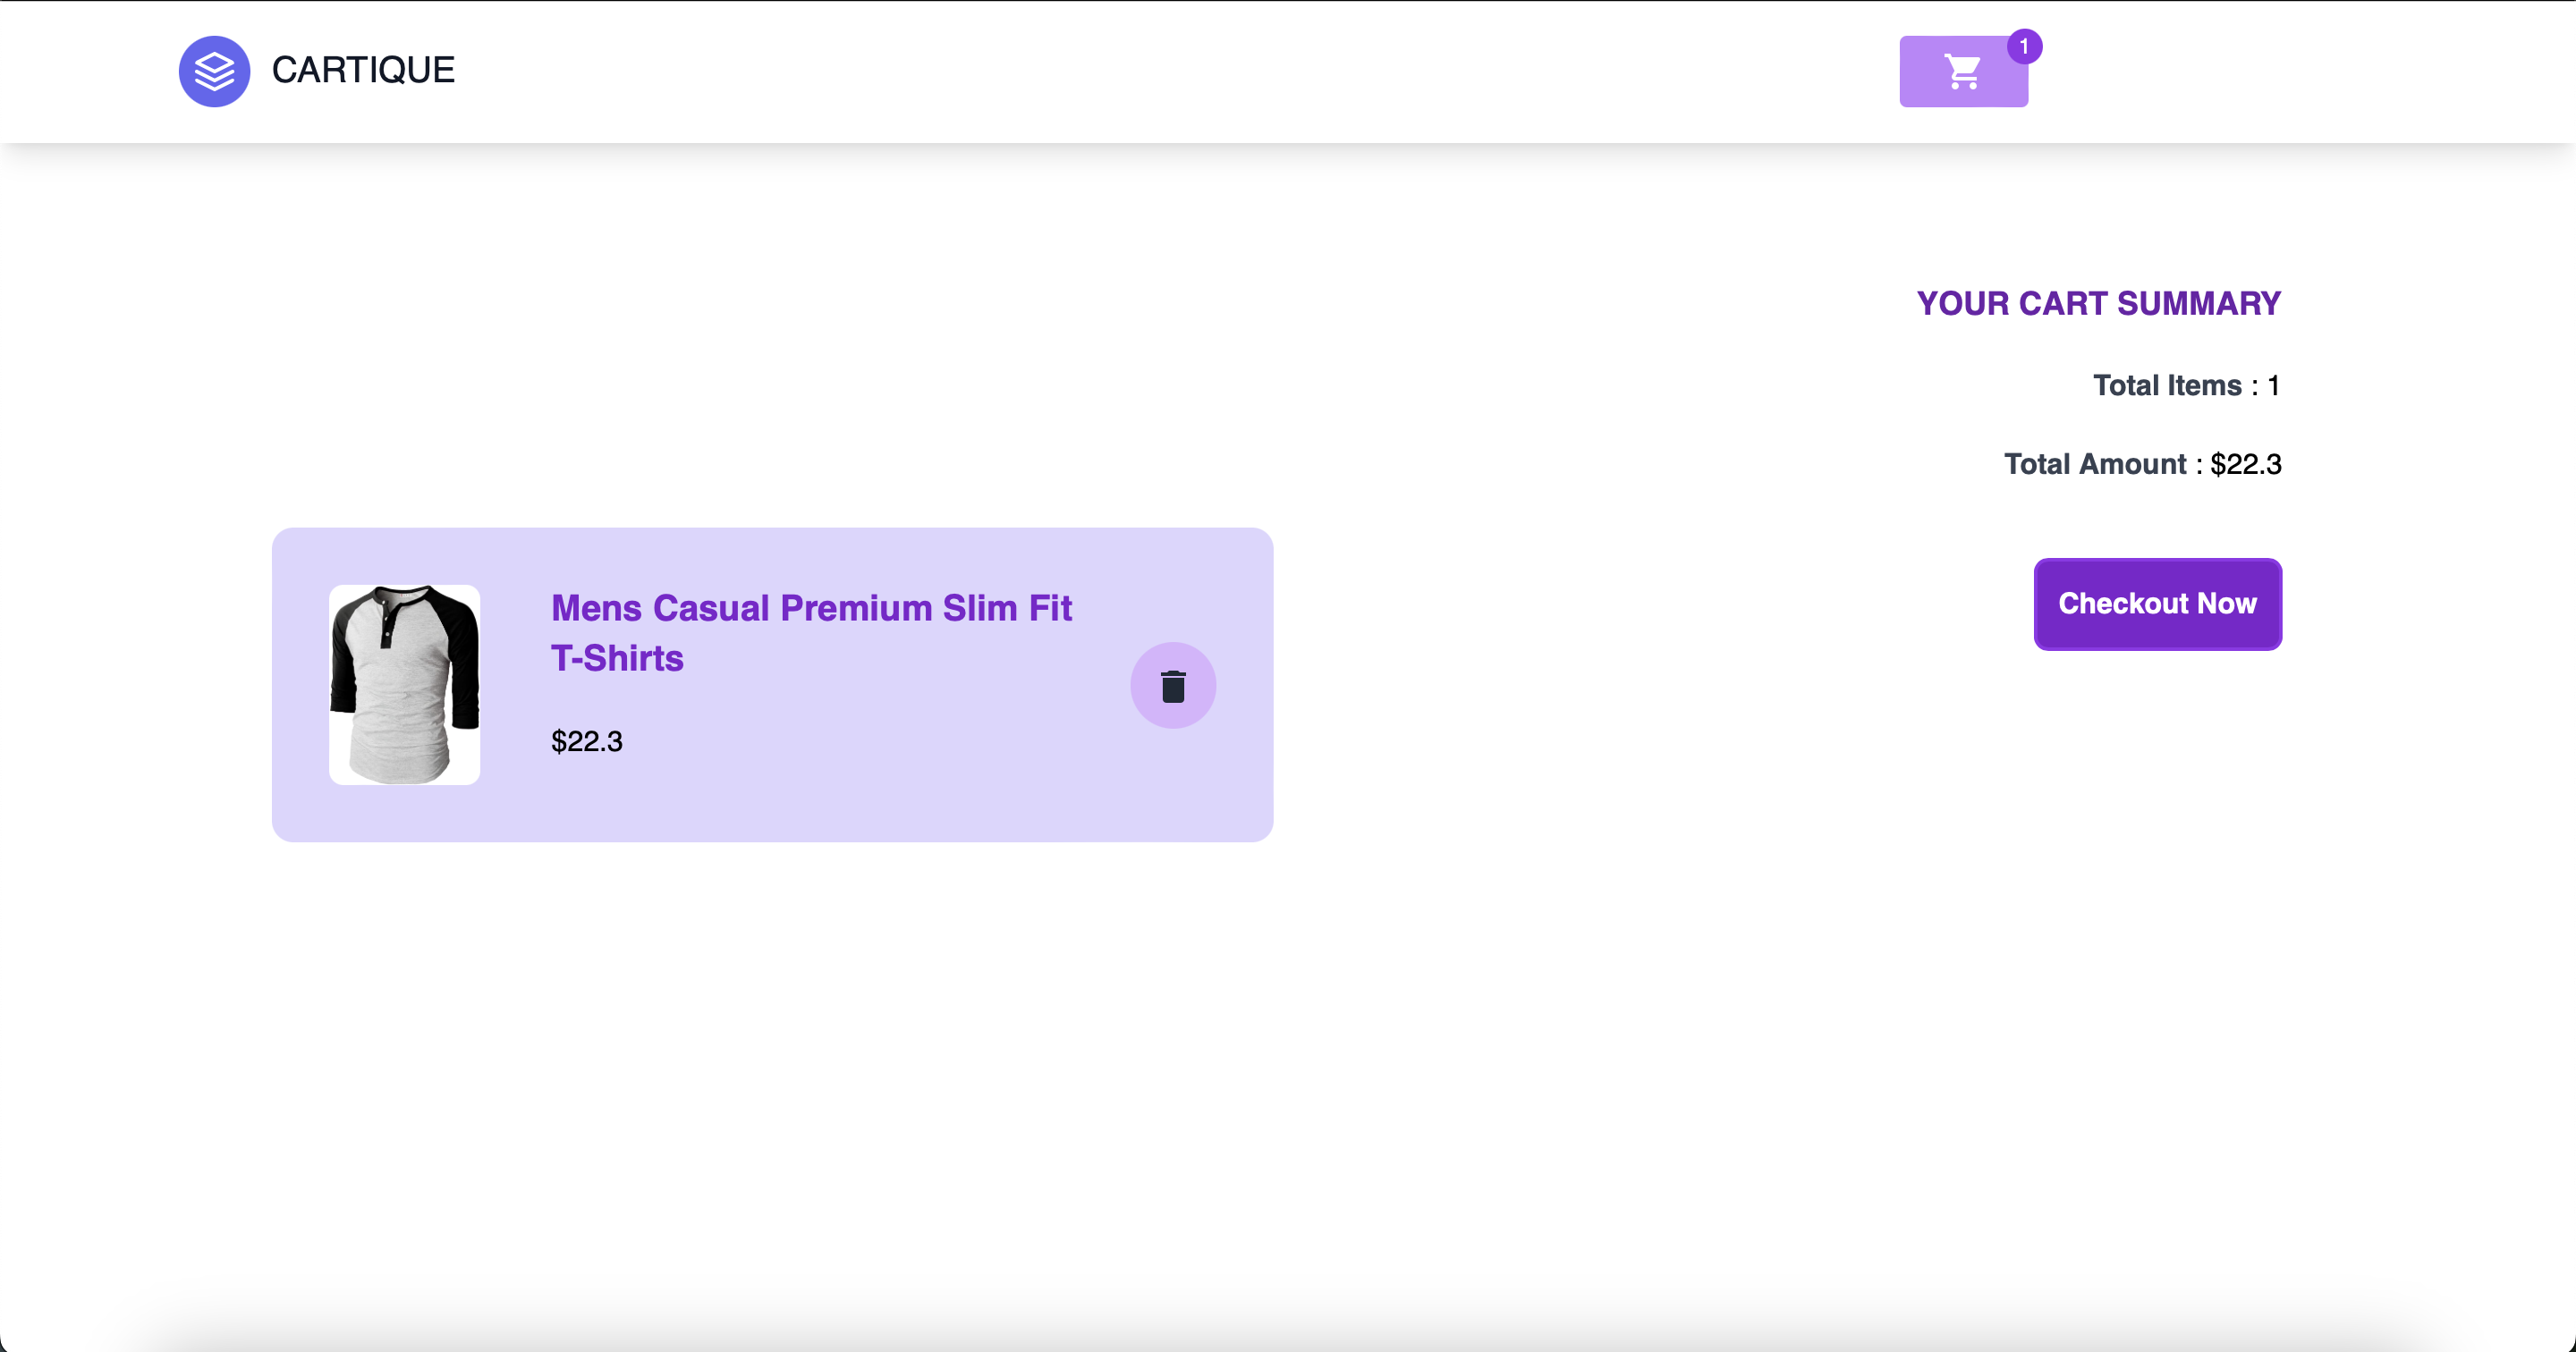 CARTIQUE
1
YOUR CART SUMMARY
Total Items : 1
Total Amount : $22.3
Checkout Now
Mens Casual Premium Slim Fit
T-Shirts
$22.3